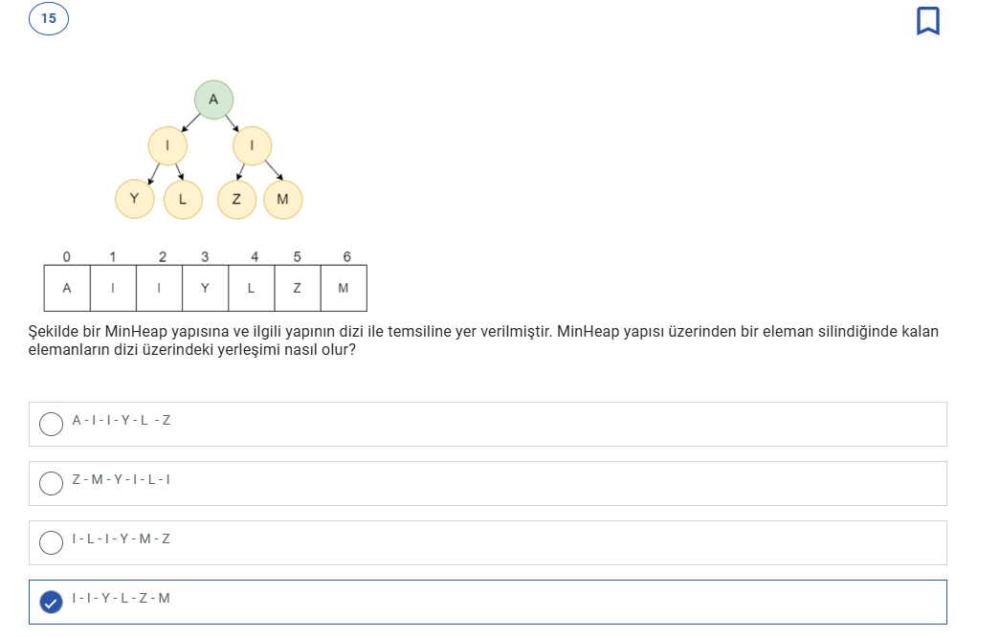 15
A
I I
Y L Z M
0 1 2 3 4 5 6
A I I Y L Z M
Şekilde bir MinHeap yapısına ve ilgili yapının dizi ile temsiline yer verilmiştir. MinHeap yapısı üzerinden bir eleman silindiğinde kalan
elemanların dizi üzerindeki yerleşimi nasıl olur?
A - I - I - Y - L - Z
Z - M - Y - I - L - I
I - L - I - Y - M - Z
I - I - Y - L - Z - M